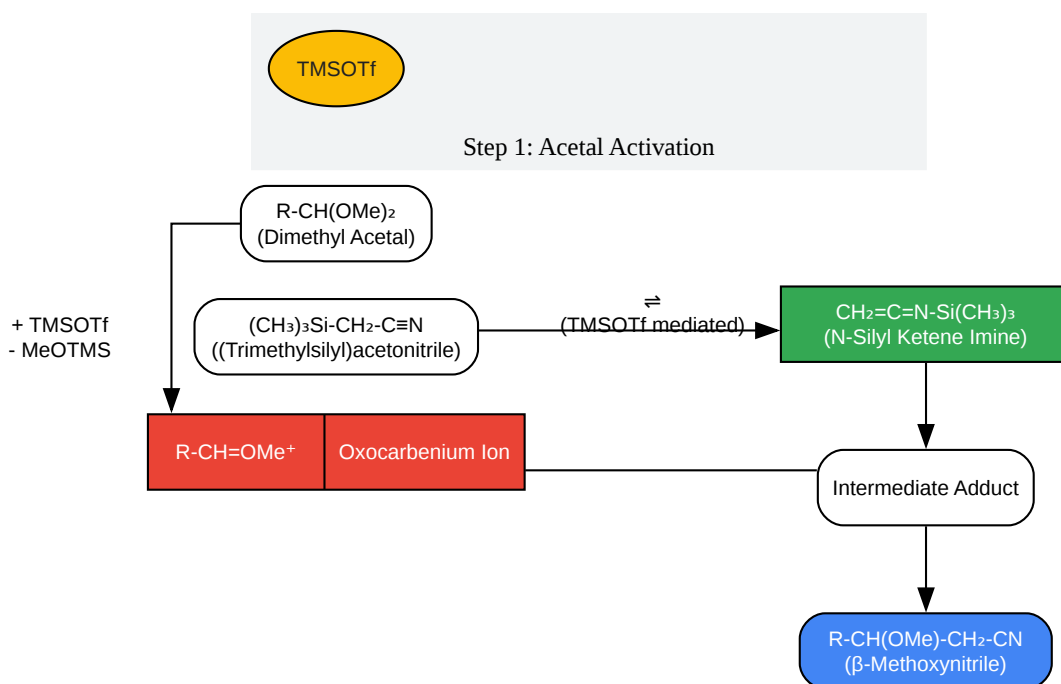 TMSOTf
Step 1: Acetal Activation
R-CH(OMe)₂
(Dimethyl Acetal)
+ TMSOTf
- MeOTMS
(CH₃)₃Si-CH₂-C≡N
((Trimethylsilyl)acetonitrile)
⇌
(TMSOTf mediated)
CH₂=C=N-Si(CH₃)₃
(N-Silyl Ketene Imine)
R-CH=OMe⁺
Oxocarbenium Ion
Intermediate Adduct
R-CH(OMe)-CH₂-CN
(β-Methoxynitrile)